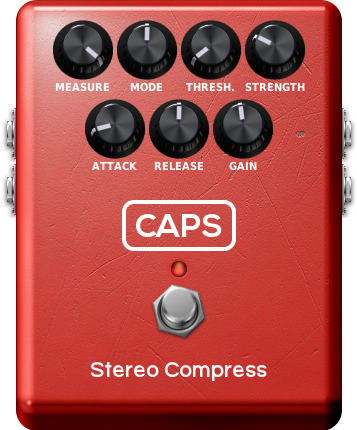 MEASURE MODE THRESH. STRENGTH
ATTACK RELEASE GAIN
CAPS
Stereo Compress